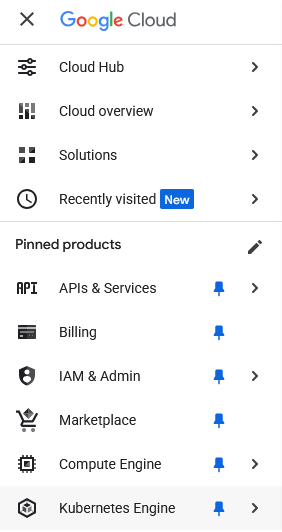 Google Cloud
Cloud Hub
Cloud overview
Solutions
Recently visited New
Pinned products
API APIs & Services
Billing
IAM & Admin
Marketplace
Compute Engine
Kubernetes Engine